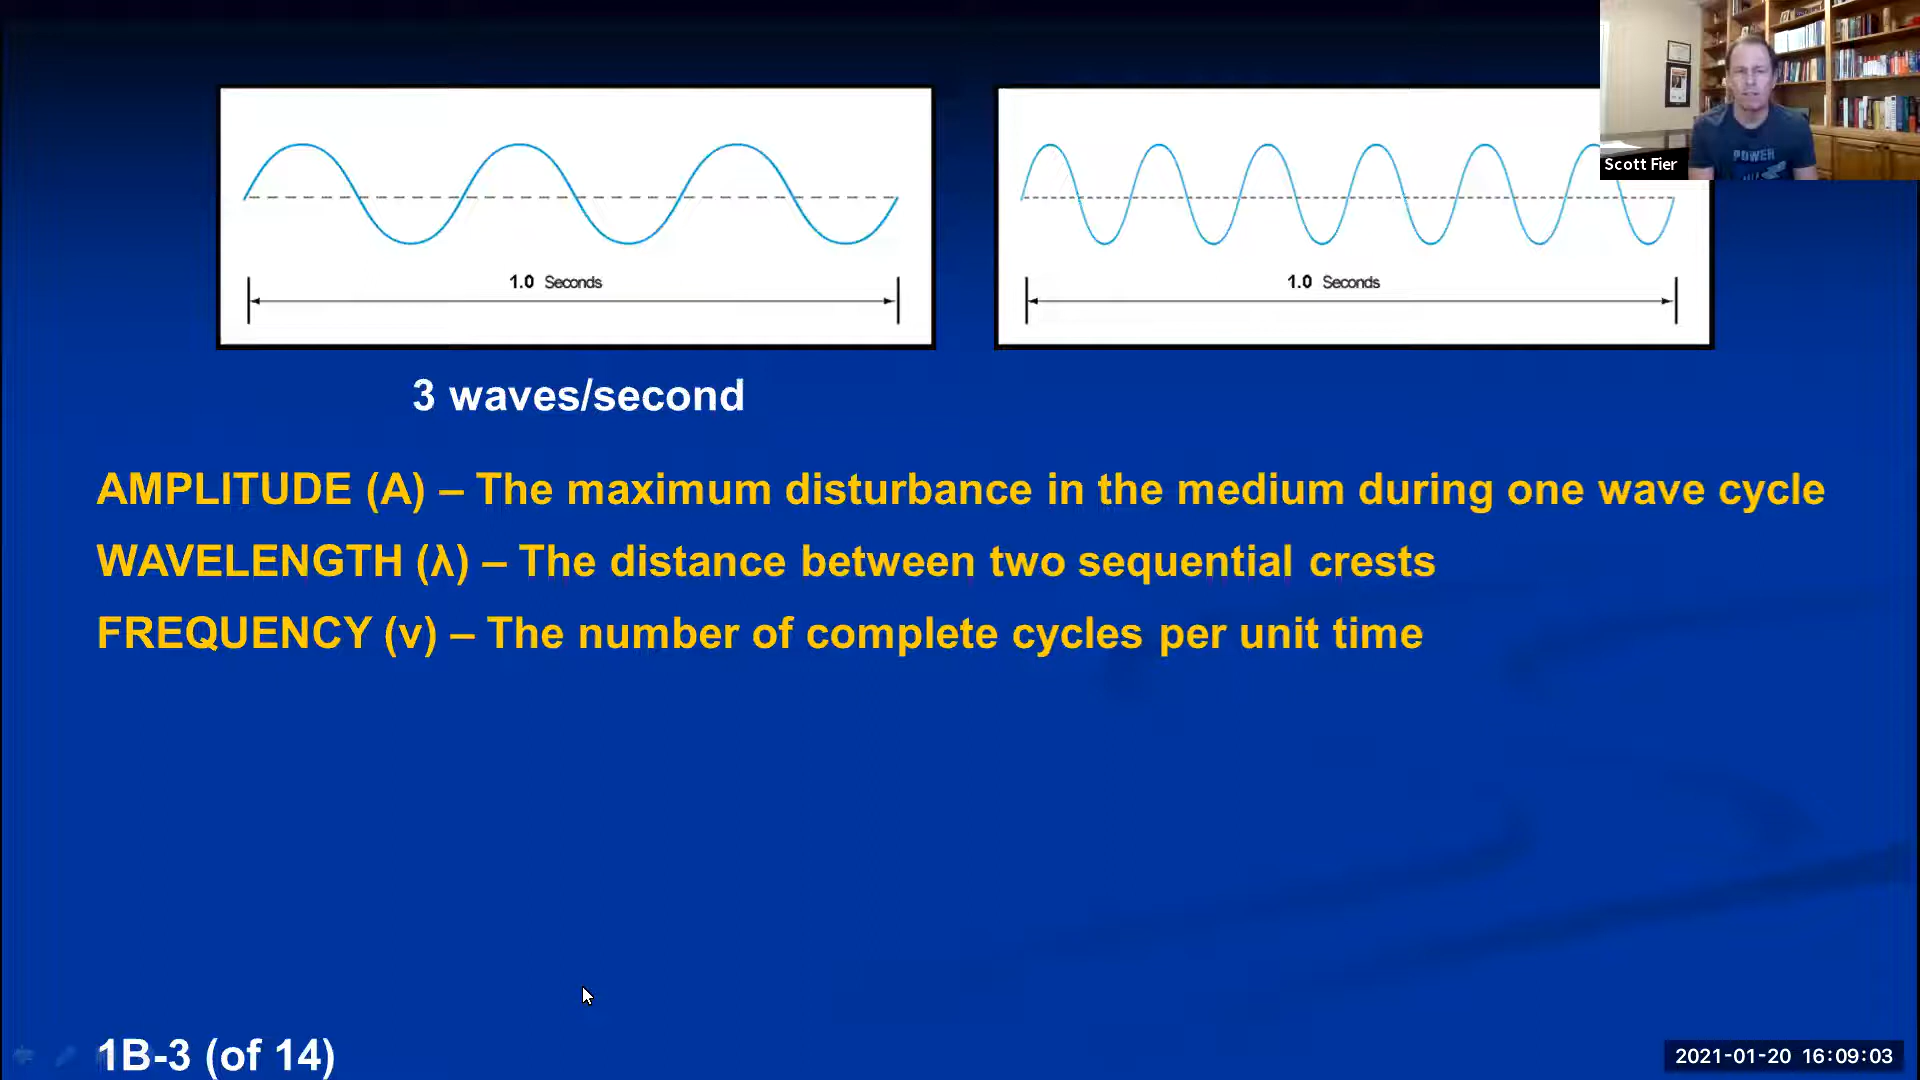 Scott Fier
POWER
1.0 Seconds
1.0 Seconds
3 waves/second
AMPLITUDE (A) – The maximum disturbance in the medium during one wave cycle
WAVELENGTH (λ) – The distance between two sequential crests
FREQUENCY (ν) – The number of complete cycles per unit time
1B-3 (of 14)
2021-01-20 16:09:03